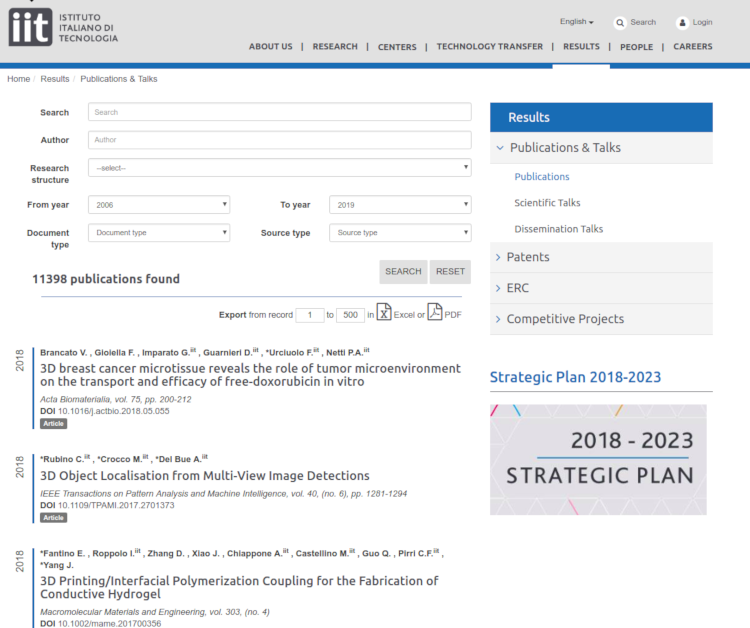 iit ISTITUTO
ITALIANO DI
TECNOLOGIA
English Search Login
ABOUT US | RESEARCH | CENTERS | TECHNOLOGY TRANSFER | RESULTS | PEOPLE | CAREERS
Home / Results / Publications & Talks
Search Search
Author Author
Research
structure
--select--
From year 2006 To year 2019
Document
type
Document type Source type Source type
SEARCH RESET
11398 publications found
Export from record 1 to 500 in Excel or PDF
2018
Brancato V. , Gioiella F. , Imparato G.iit , Guarnieri D.iit , *Urciuolo F.iit , Netti P.A.iit
3D breast cancer microtissue reveals the role of tumor microenvironment
on the transport and efficacy of free-doxorubicin in vitro
Acta Biomaterialia, vol. 75, pp. 200-212
DOI 10.1016/j.actbio.2018.05.055
Article
2018
*Rubino C.iit , *Crocco M.iit , *Del Bue A.iit
3D Object Localisation from Multi-View Image Detections
IEEE Transactions on Pattern Analysis and Machine Intelligence, vol. 40, (no. 6), pp. 1281-1294
DOI 10.1109/TPAMI.2017.2701373
Article
2018
*Fantino E. , Roppolo I.iit , Zhang D. , Xiao J. , Chiappone A.iit , Castellino M.iit , Guo Q. , Pirri C.F.iit ,
*Yang J.
3D Printing/Interfacial Polymerization Coupling for the Fabrication of
Conductive Hydrogel
Macromolecular Materials and Engineering, vol. 303, (no. 4)
DOI 10.1002/mame.201700356
Results
Publications & Talks
Publications
Scientific Talks
Dissemination Talks
Patents
ERC
Competitive Projects
Strategic Plan 2018-2023
2018 - 2023
STRATEGIC PLAN